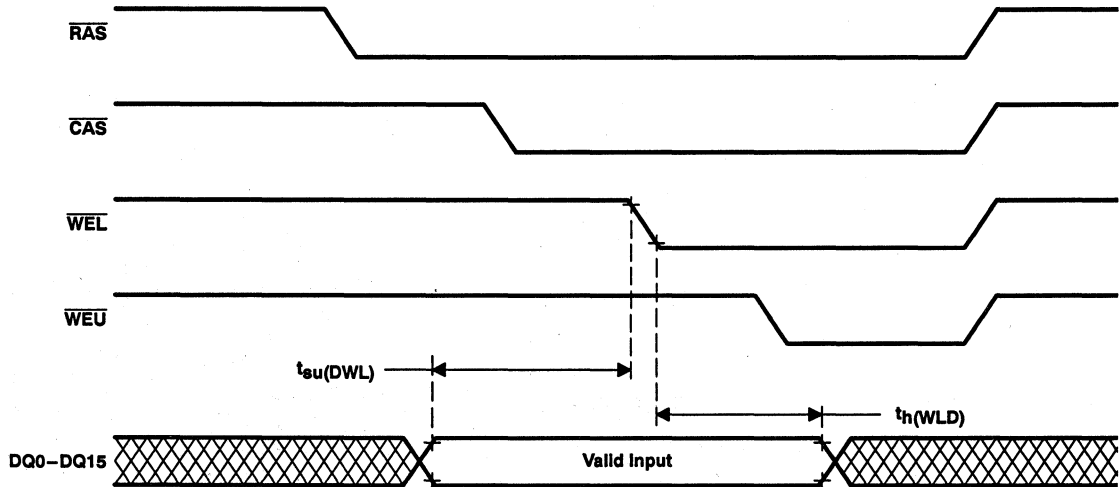 RAS
CAS
WEL
WEU
tsu(DWL)
th(WLD)
DQ0–DQ15
Valid Input